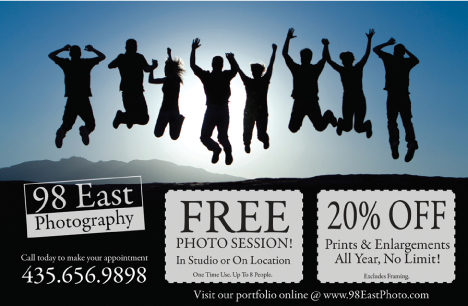 98 East
Photography
Call today to make your appointment
435.656.9898
FREE
PHOTO SESSION!
In Studio or On Location
One Time Use. Up To 8 People.
20% OFF
Prints & Enlargements
All Year, No Limit!
Excludes Framing.
Visit our portfolio online @ www.98EastPhoto.com